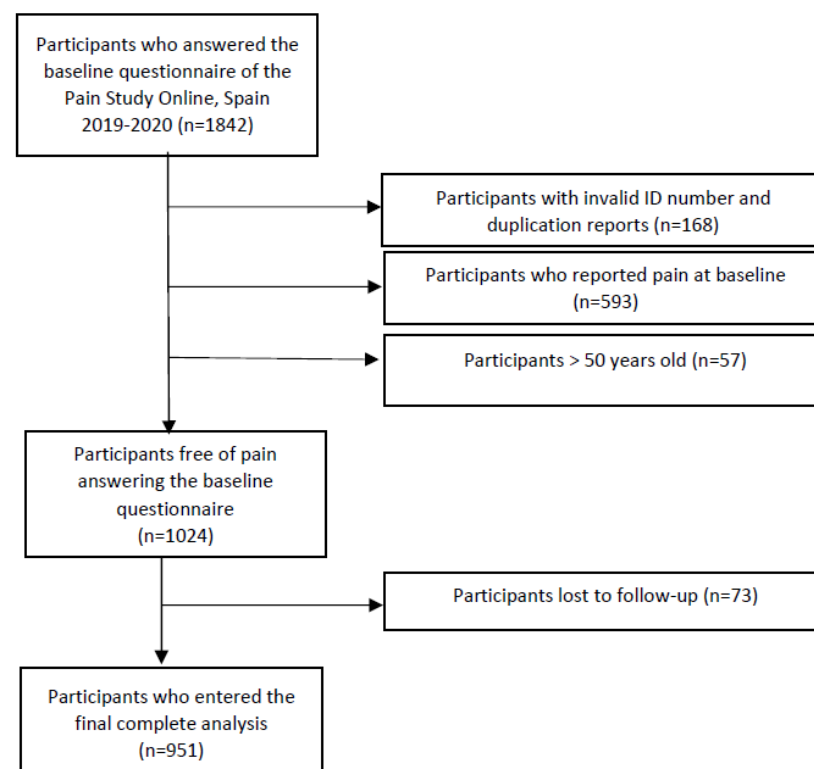 Participants who answered the
baseline questionnaire of the
Pain Study Online, Spain
2019-2020 (n=1842)
Participants with invalid ID number and
duplication reports (n=168)
Participants who reported pain at baseline
(n=593)
Participants > 50 years old (n=57)
Participants free of pain
answering the baseline
questionnaire
(n=1024)
Participants lost to follow-up (n=73)
Participants who entered the
final complete analysis
(n=951)